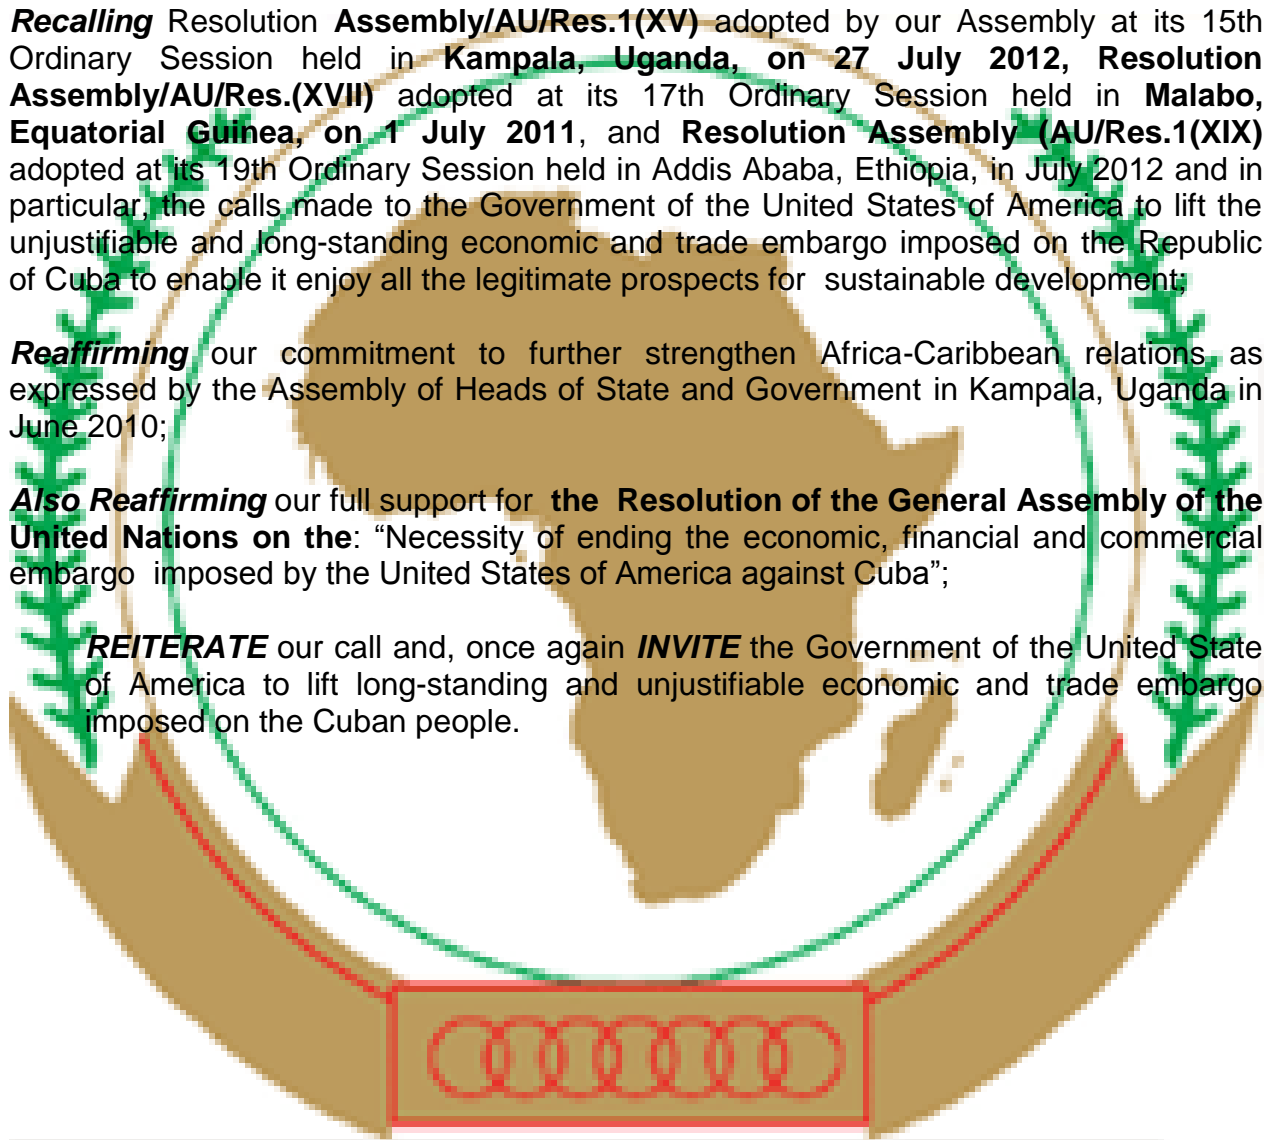 Recalling Resolution Assembly/AU/Res.1(XV) adopted by our Assembly at its 15th
Ordinary Session held in Kampala, Uganda, on 27 July 2012, Resolution
Assembly/AU/Res.(XVII) adopted at its 17th Ordinary Session held in Malabo,
Equatorial Guinea, on 1 July 2011, and Resolution Assembly (AU/Res.1(XIX)
adopted at its 19th Ordinary Session held in Addis Ababa, Ethiopia, in July 2012 and in
particular, the calls made to the Government of the United States of America to lift the
unjustifiable and long-standing economic and trade embargo imposed on the Republic
of Cuba to enable it enjoy all the legitimate prospects for sustainable development;
Reaffirming our commitment to further strengthen Africa-Caribbean relations as
expressed by the Assembly of Heads of State and Government in Kampala, Uganda in
June 2010;
Also Reaffirming our full support for the Resolution of the General Assembly of the
United Nations on the: “Necessity of ending the economic, financial and commercial
embargo imposed by the United States of America against Cuba”;
REITERATE our call and, once again INVITE the Government of the United State
of America to lift long-standing and unjustifiable economic and trade embargo
imposed on the Cuban people.